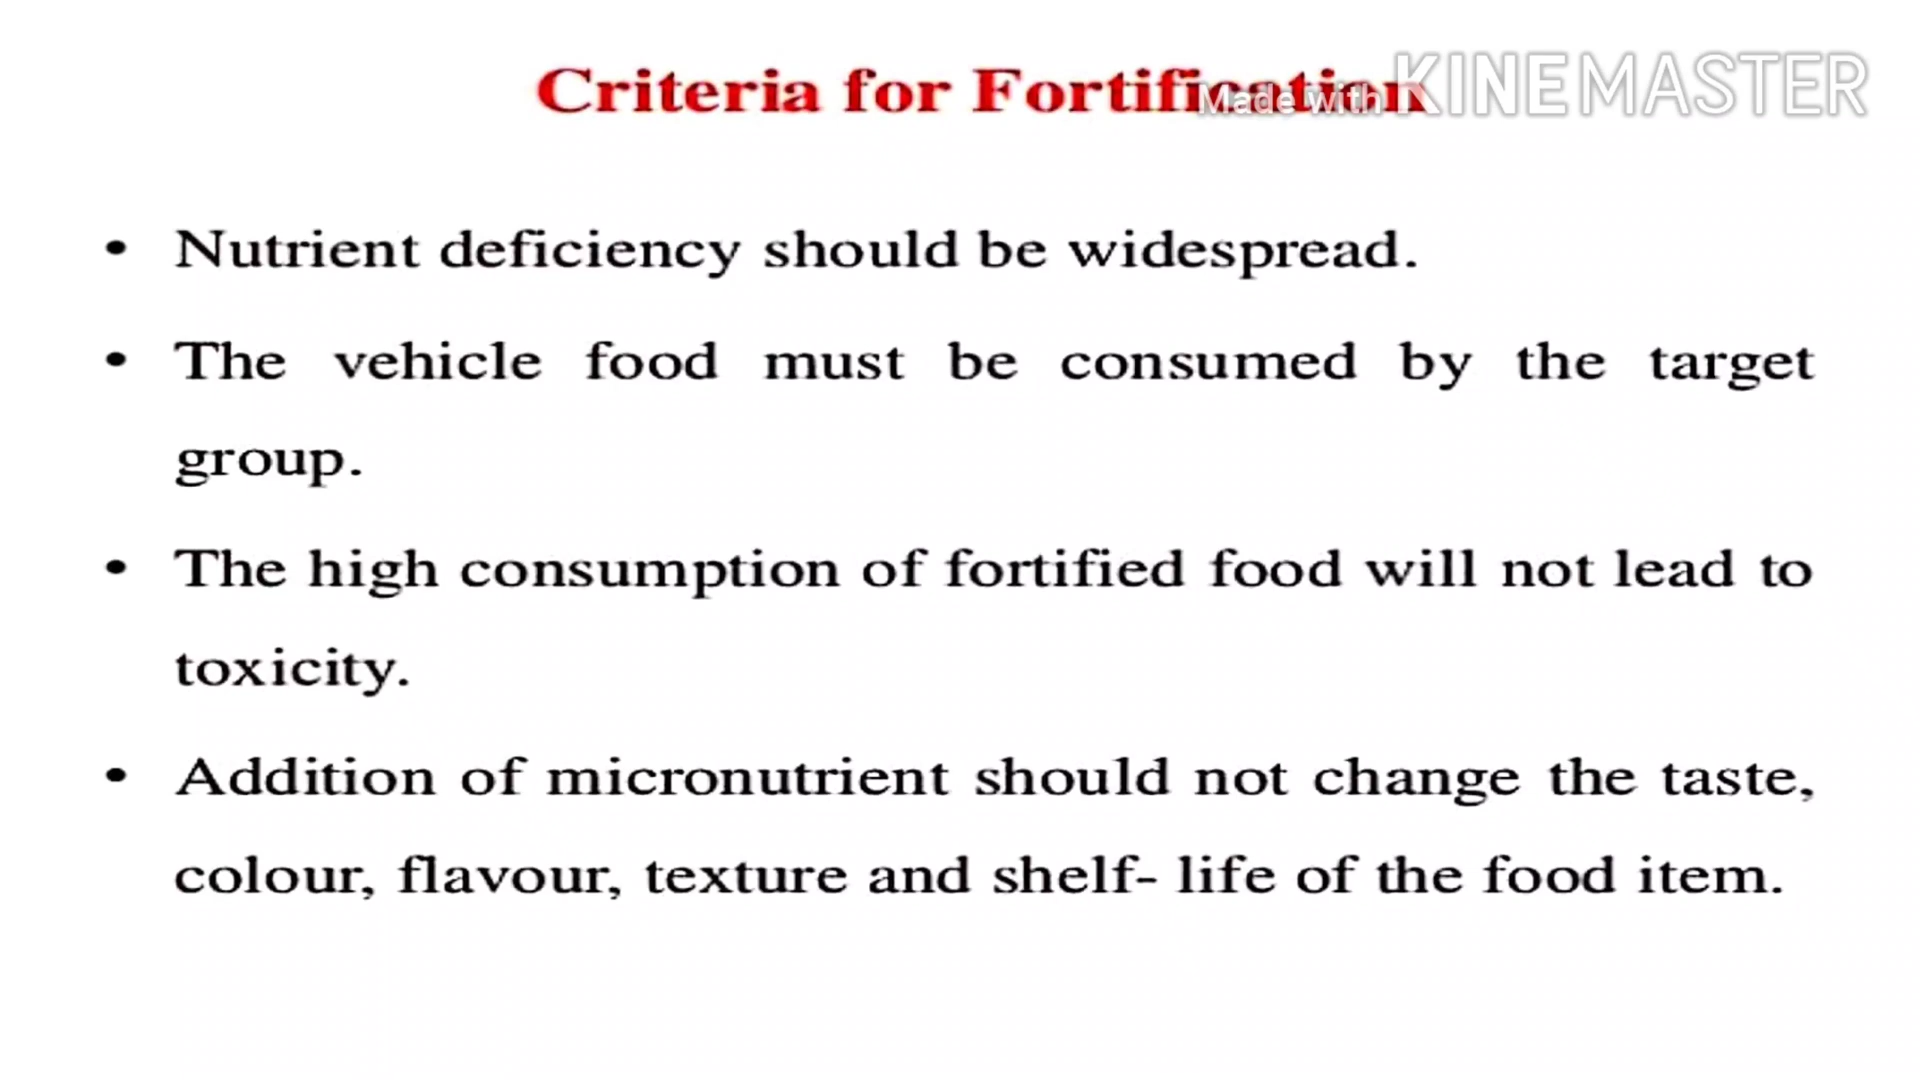 Criteria for Fortification
Made with KINEMASTER
• Nutrient deficiency should be widespread.
• The vehicle food must be consumed by the target
group.
• The high consumption of fortified food will not lead to
toxicity.
• Addition of micronutrient should not change the taste,
colour, flavour, texture and shelf- life of the food item.